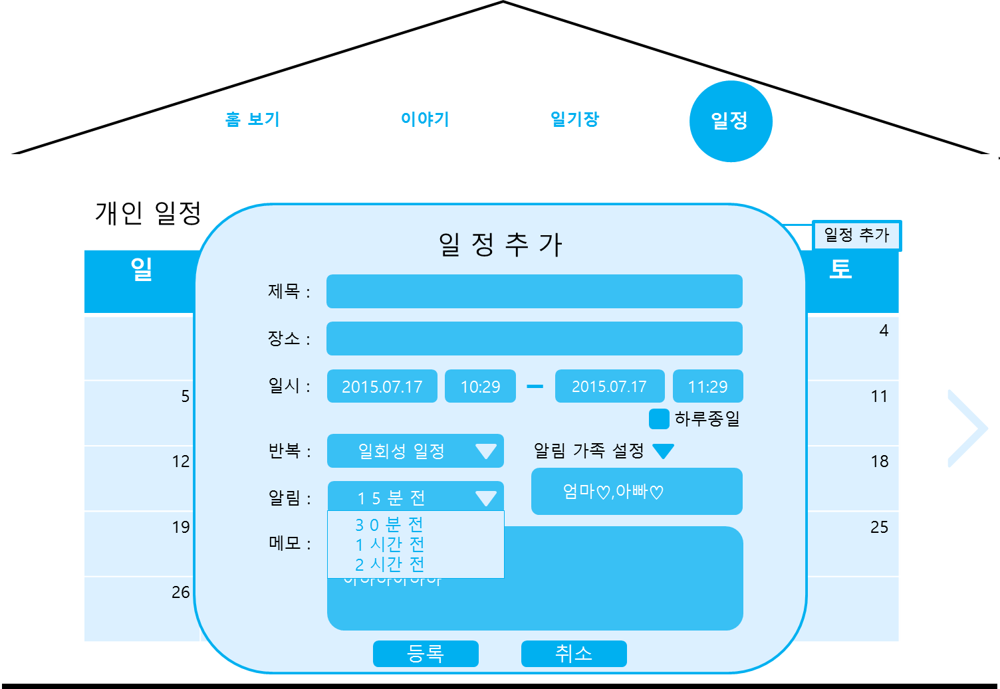 홈 보기 이야기 일기장 일정
개인 일정
일정 추가
일 토
일 정 추 가
제목 :
장소 :
일시 : 2015.07.17 10:29 – 2015.07.17 11:29
하루종일
반복 : 일회성 일정
알림 가족 설정
알림 : 1 5 분 전
엄마♡,아빠♡
3 0 분 전
1 시간 전
2 시간 전
메모 :
등록 취소
4
5 11
12 18
19 25
26